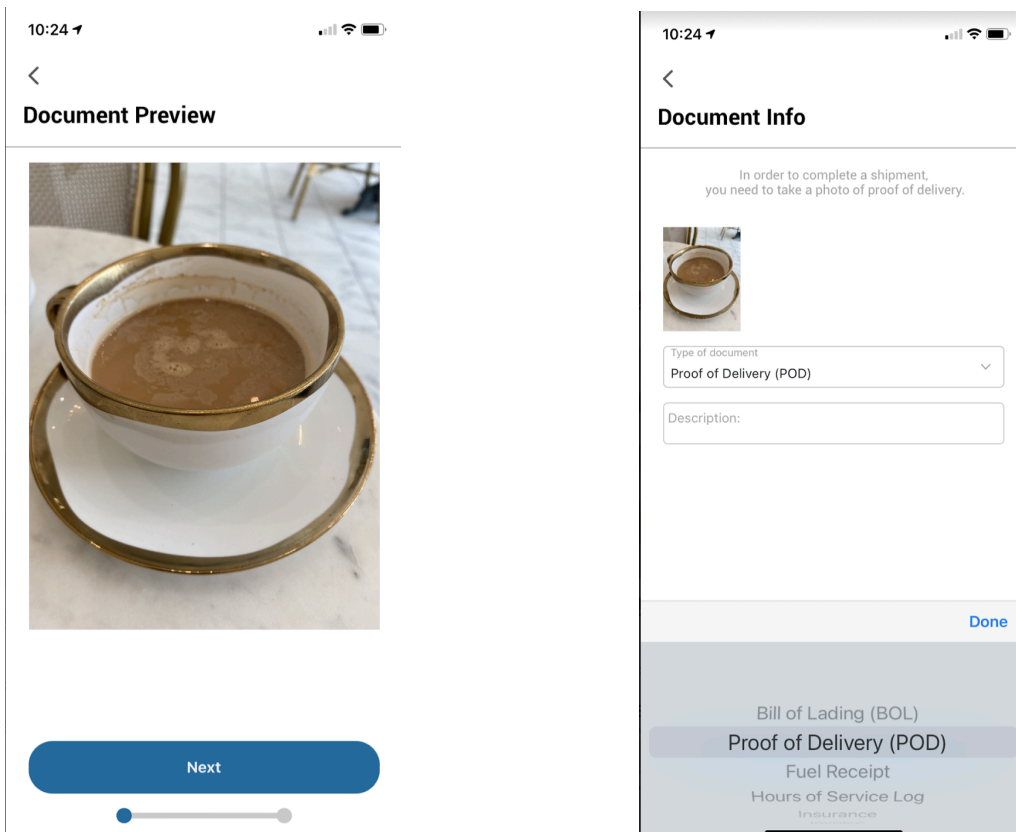 10:24
Document Preview
Next
10:24
Document Info
In order to complete a shipment,
you need to take a photo of proof of delivery.
Type of document
Proof of Delivery (POD)
Description:
Done
Bill of Lading (BOL)
Proof of Delivery (POD)
Fuel Receipt
Hours of Service Log
Insurance